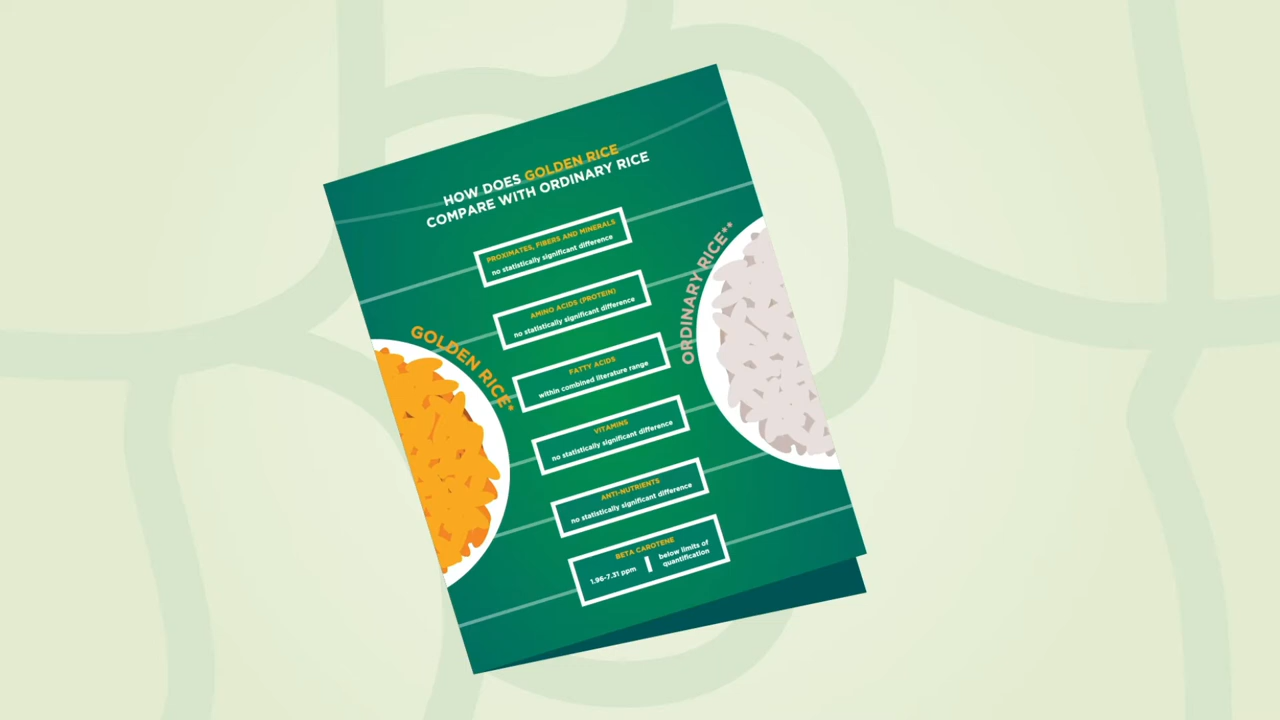 HOW DOES GOLDEN RICE
COMPARE WITH ORDINARY RICE
PROXIMATES, FIBERS AND MINERALS
no statistically significant difference
AMINO ACIDS (PROTEIN)
no statistically significant difference
FATTY ACIDS
within combined literature range
VITAMINS
no statistically significant difference
ANTI-NUTRIENTS
no statistically significant difference
BETA CAROTENE
1.96-7.31 ppm
below limits of
quantification
GOLDEN RICE*
ORDINARY RICE**